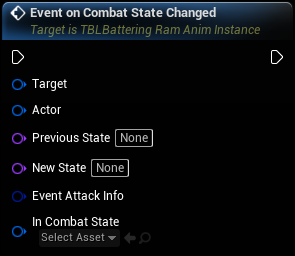 Event on Combat State Changed
Target is TBLBattering Ram Anim Instance
Target
Actor
Previous State None
New State None
Event Attack Info
In Combat State
Select Asset